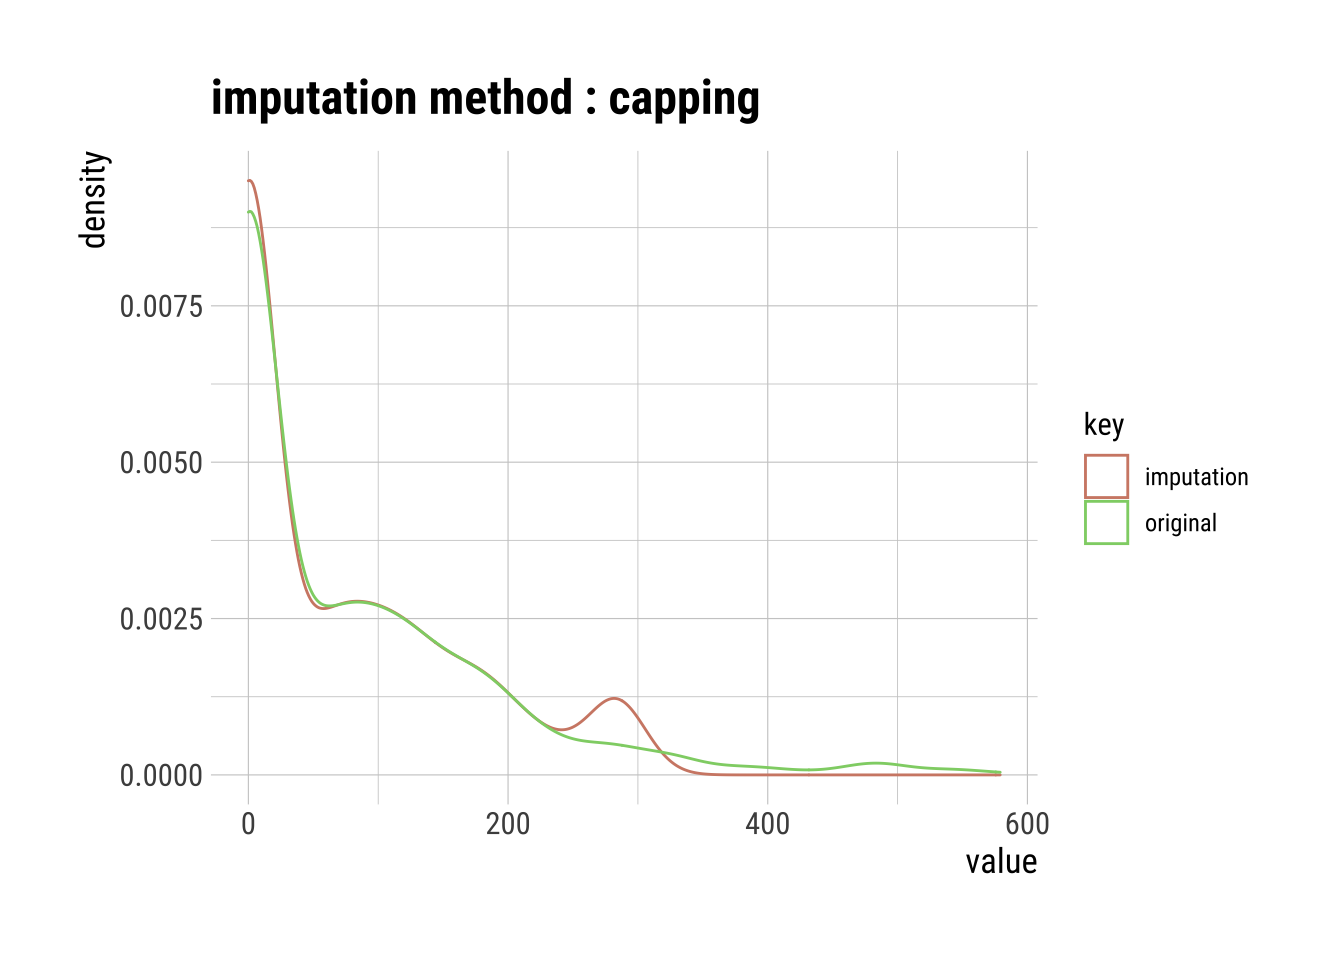 imputation method : capping
density
0.0075
0.0050
0.0025
0.0000
0 200 400 600
value
key
imputation
original